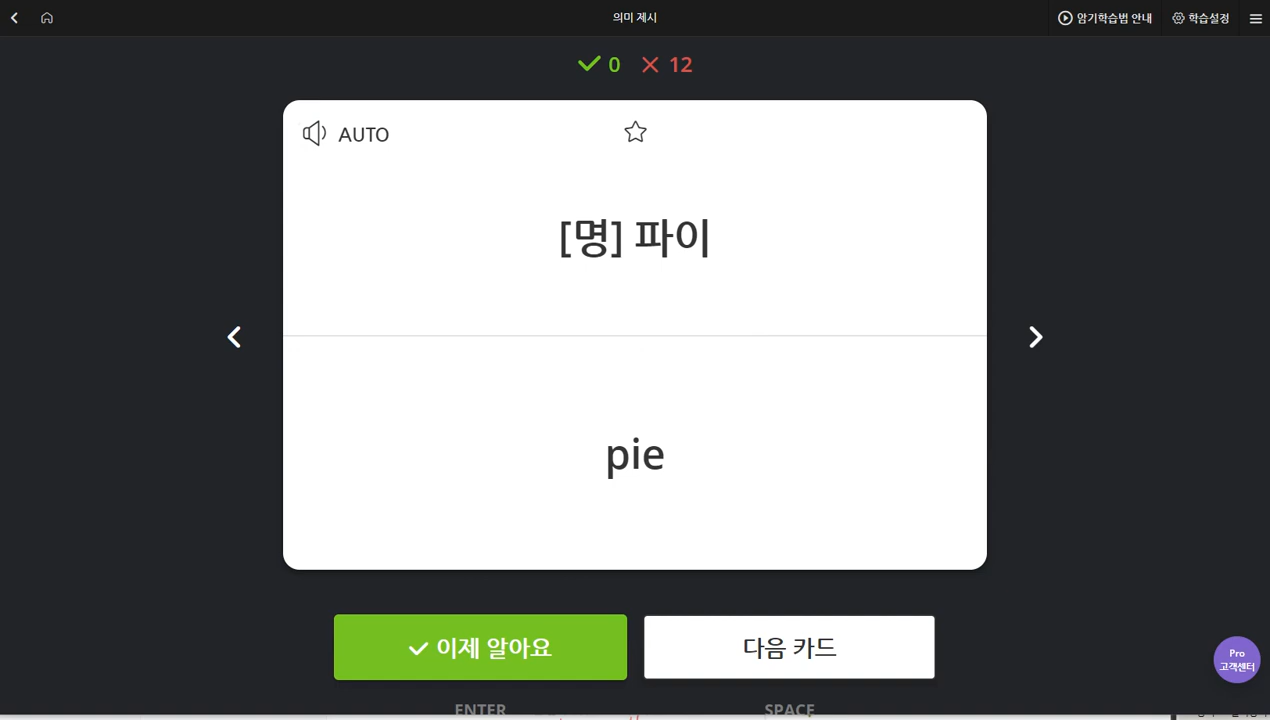 의미 제시
암기학습법 안내
학습설정
0
12
AUTO
[명] 파이
pie
이제 알아요
다음 카드
Pro
고객센터
ENTER
SPACE